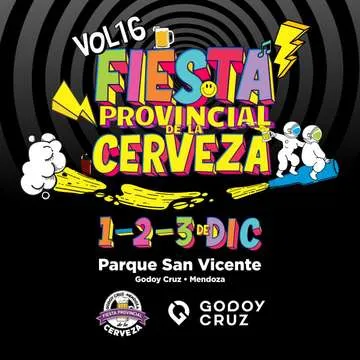 VOL16
FIESTA
PROVINCIAL
DE LA
CERVEZA
1-2-3 DE DIC
Parque San Vicente
Godoy Cruz • Mendoza
FIESTA PROVINCIAL
CERVEZA
GODOY
CRUZ